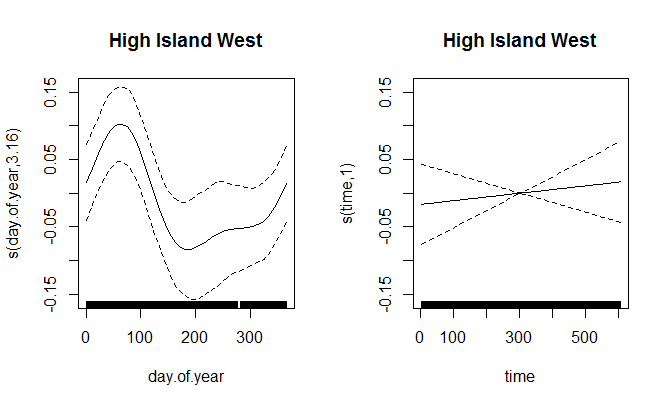 High Island West
s(day.of.year,3.16)
0.15
0.05
-0.05
-0.15
0 100 200 300
day.of.year
High Island West
s(time,1)
0.15
0.05
-0.05
-0.15
0 100 300 500
time